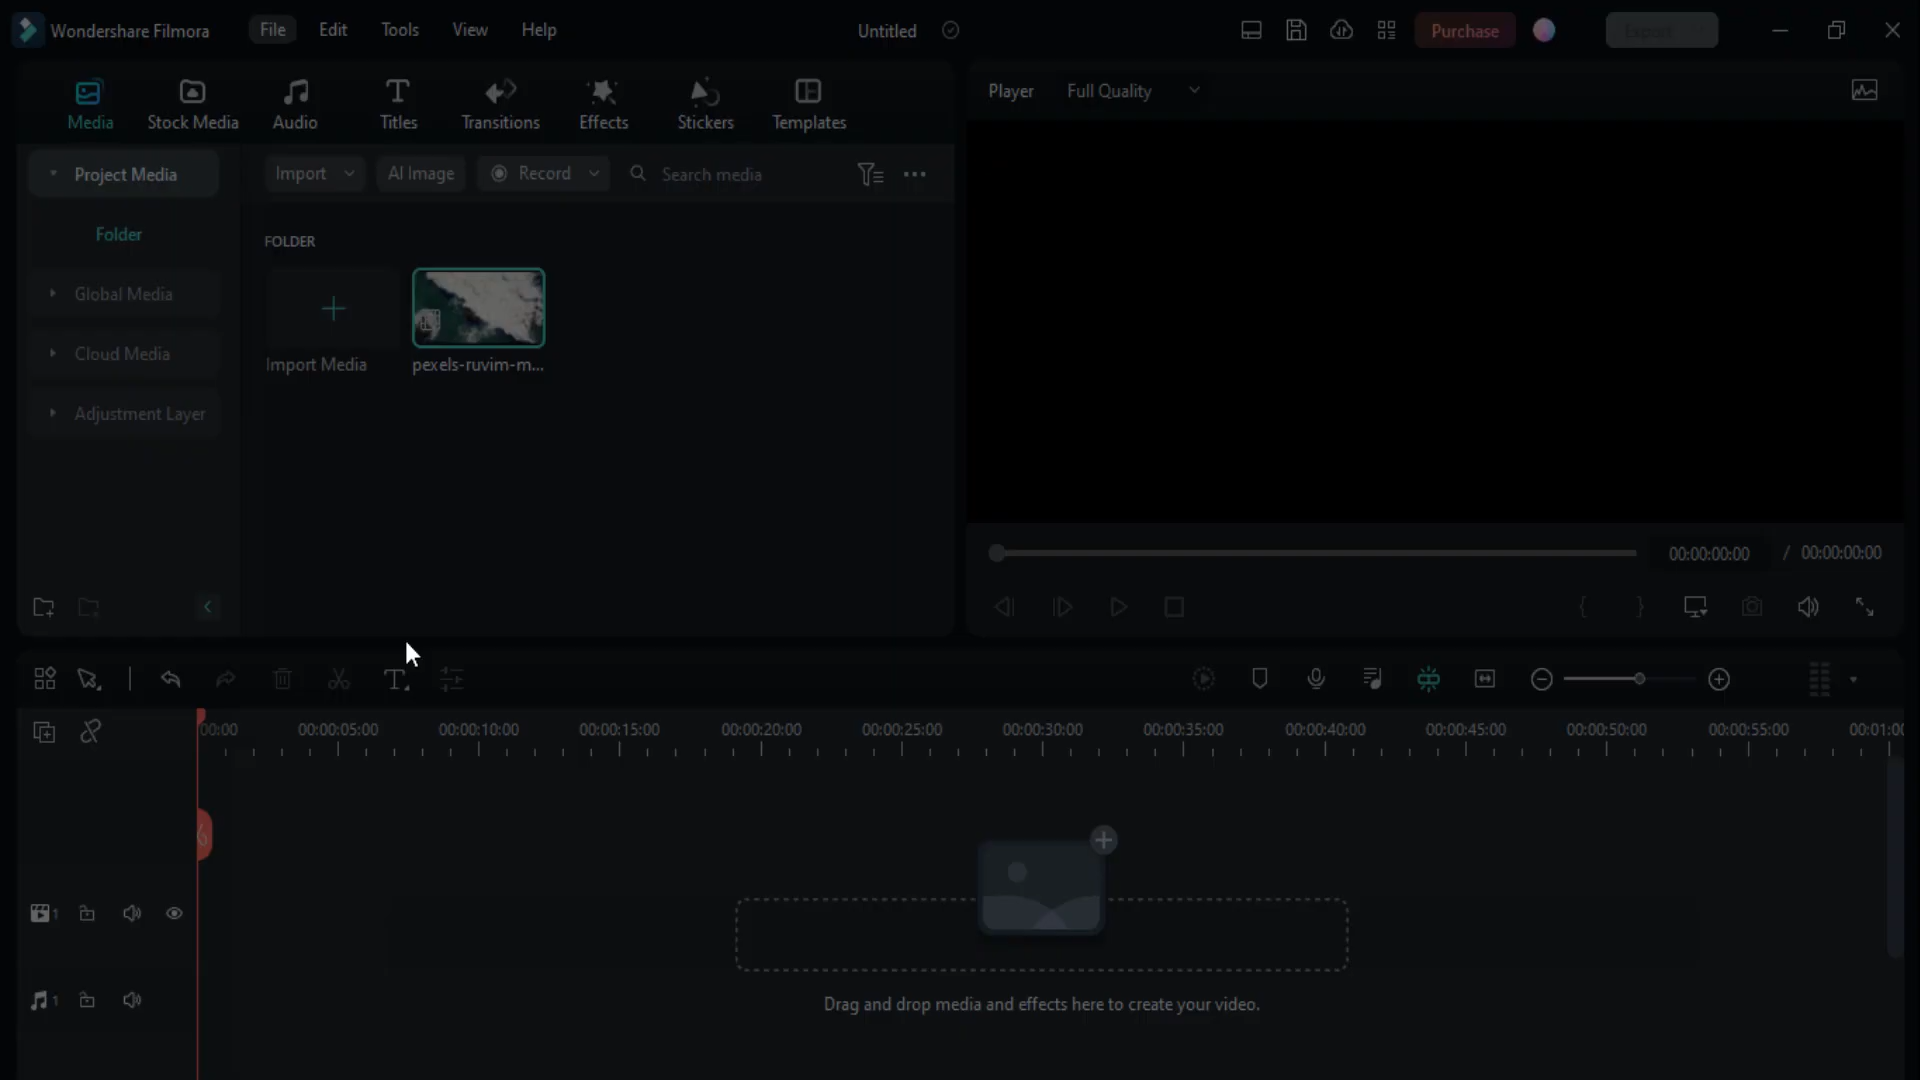 Wondershare Filmora File Edit Tools View Help Untitled Purchase Export
Media Stock Media Audio Titles Transitions Effects Stickers Templates
Player Full Quality
Project Media Import AI Image Record Search media
Folder
FOLDER
Global Media
Cloud Media
Import Media pexels-ruvim-m...
Adjustment Layer
00:00:00:00 / 00:00:00:00
{ }
00:00 00:00:05:00 00:00:10:00 00:00:15:00 00:00:20:00 00:00:25:00 00:00:30:00 00:00:35:00 00:00:40:00 00:00:45:00 00:00:50:00 00:00:55:00 00:01:0
1
1
Drag and drop media and effects here to create your video.